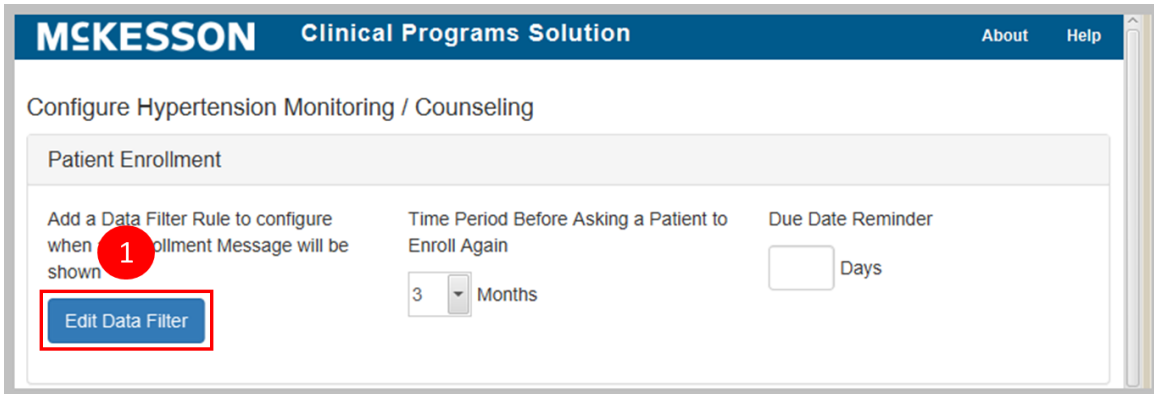 MCKESSON Clinical Programs Solution About Help
Configure Hypertension Monitoring / Counseling
Patient Enrollment
Add a Data Filter Rule to configure
when ollment Message will be
shown
1
Edit Data Filter
Time Period Before Asking a Patient to
Enroll Again
3 Months
Due Date Reminder
Days